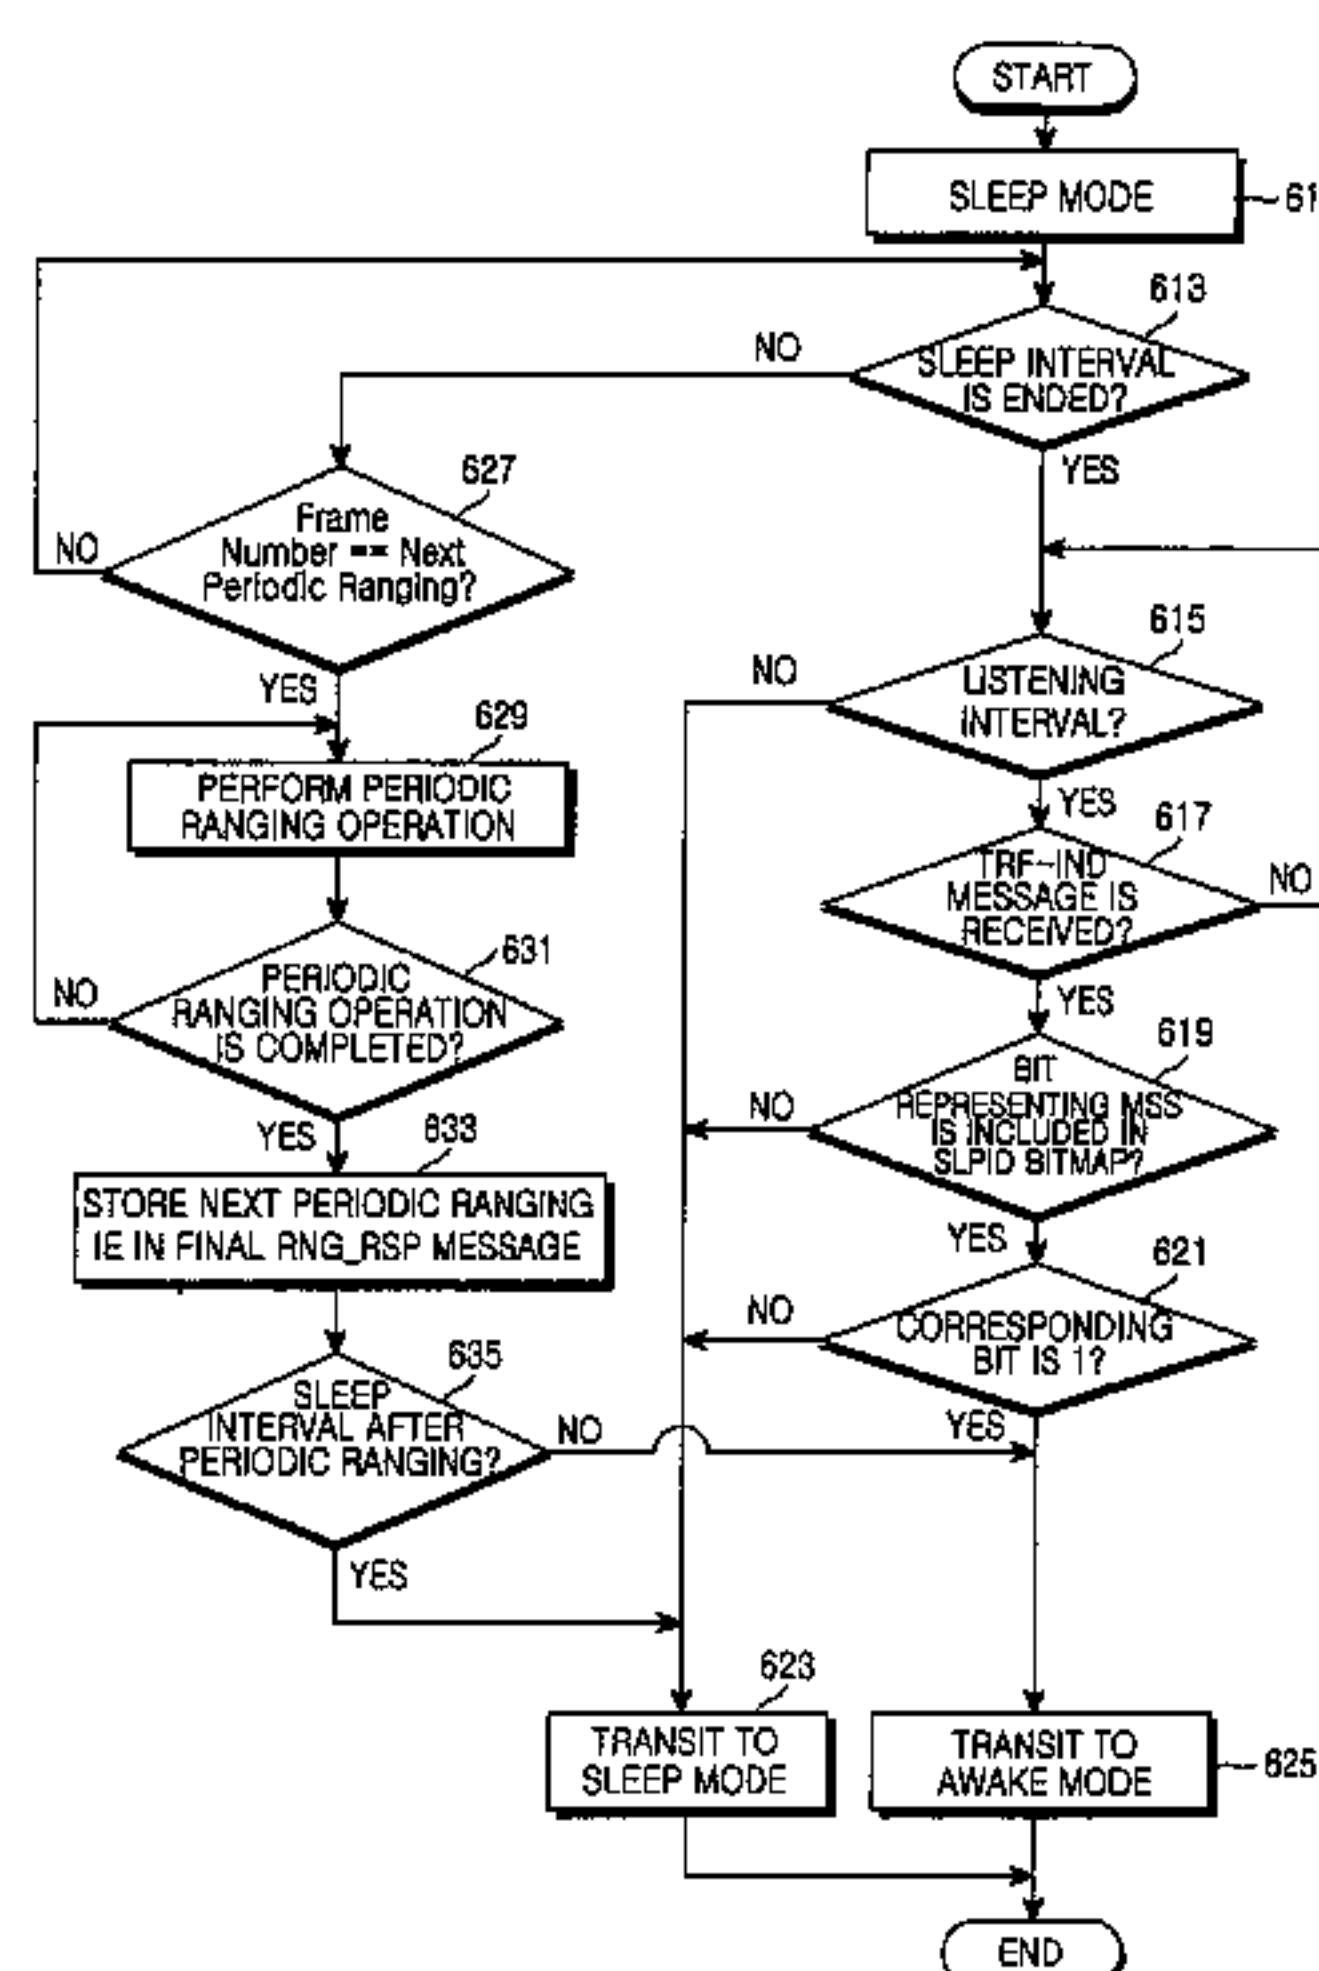 START
SLEEP MODE
61
613
SLEEP INTERVAL
IS ENDED?
NO
YES
627
Frame
Number == Next
Periodic Ranging?
NO
YES
629
PERFORM PERIODIC
RANGING OPERATION
631
PERIODIC
RANGING OPERATION
IS COMPLETED?
NO
YES
633
STORE NEXT PERIODIC RANGING
IE IN FINAL RNG_RSP MESSAGE
635
SLEEP
INTERVAL AFTER
PERIODIC RANGING?
NO
YES
615
LISTENING
INTERVAL?
NO
YES
617
TRF-IND
MESSAGE IS
RECEIVED?
NO
YES
619
BIT
REPRESENTING MSS
IS INCLUDED IN
SLPID BITMAP?
NO
YES
621
CORRESPONDING
BIT IS 1?
NO
YES
623
TRANSIT TO
SLEEP MODE
TRANSIT TO
AWAKE MODE
625
END